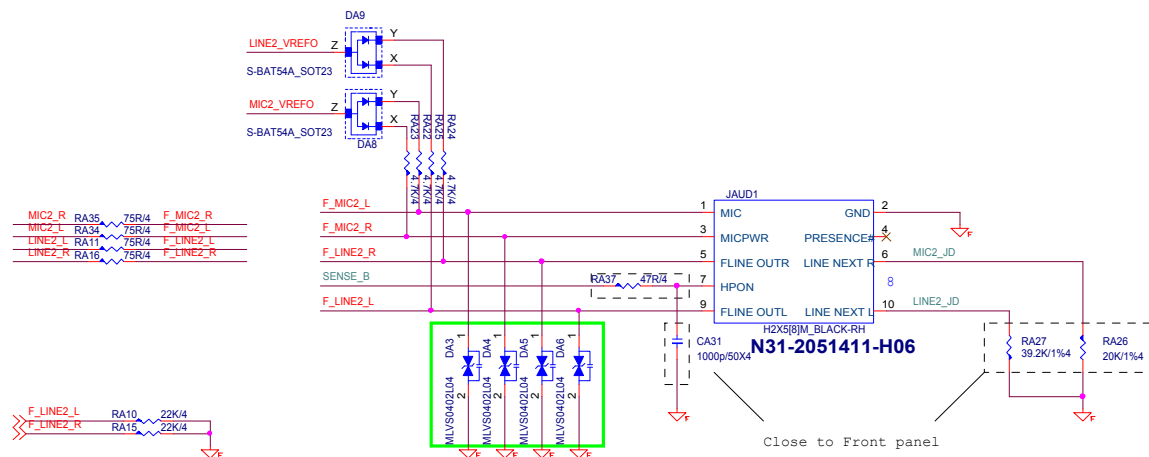 DA9
LINE2_VREFO
Z
Y
X
S-BAT54A_SOT23
MIC2_VREFO
Z
Y
X
S-BAT54A_SOT23
DA8
RA23
RA22
RA25
RA24
4.7K/4
4.7K/4
4.7K/4
4.7K/4
MIC2_R
RA35
75R/4
F_MIC2_R
MIC2_L
RA34
75R/4
F_MIC2_L
LINE2_L
RA11
75R/4
F_LINE2_L
LINE2_R
RA16
75R/4
F_LINE2_R
F_MIC2_L
F_MIC2_R
F_LINE2_R
SENSE_B
F_LINE2_L
RA37
47R/4
JAUD1
1
MIC
GND
2
3
MICPWR
PRESENCE#
4
5
FLINE OUTR
LINE NEXT R
6
7
HPON
8
9
FLINE OUTL
LINE NEXT L
10
H2X5[8]M_BLACK-RH
N31-2051411-H06
MIC2_JD
LINE2_JD
F
DA3
1
2
MLVS0402L04
DA4
1
2
MLVS0402L04
DA5
1
2
MLVS0402L04
DA6
1
2
MLVS0402L04
F
F
F
F
CA31
1000p/50X4
F
RA27
39.2K/1%4
RA26
20K/1%4
F
F_LINE2_L
RA10
22K/4
F_LINE2_R
RA15
22K/4
F
Close to Front panel